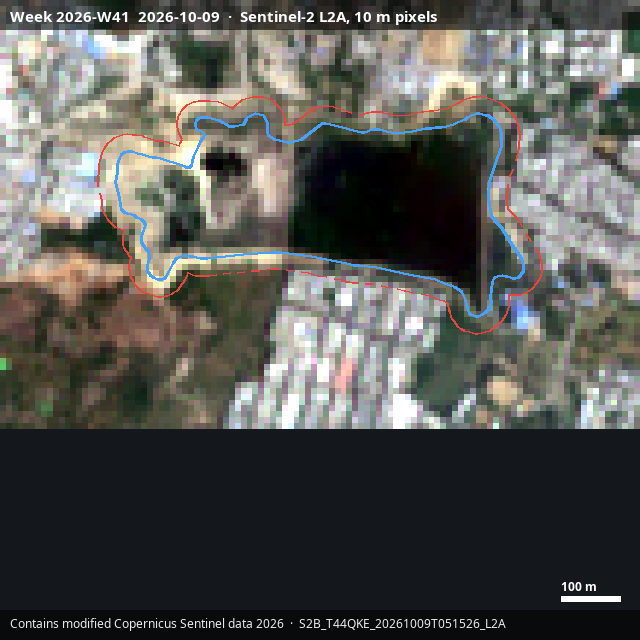 Week 2026-W41  2026-10-09  ·  Sentinel-2 L2A, 10 m pixels
100 m
Contains modified Copernicus Sentinel data 2026  ·  S2B_T44QKE_20261009T051526_L2A